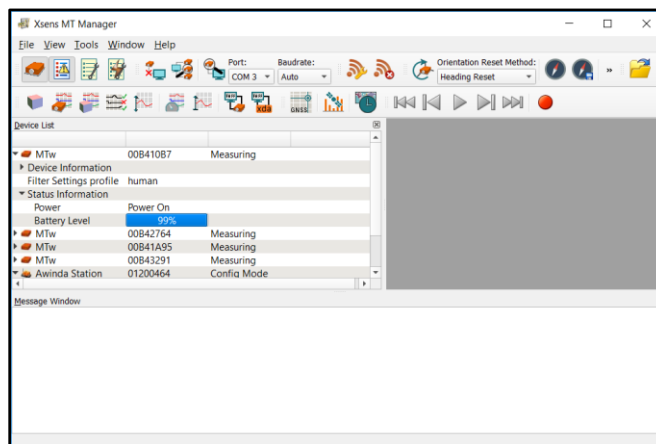 Xsens MT Manager
File View Tools Window Help
Port: Baudrate: Orientation Reset Method:
COM 3 Auto Heading Reset »
XDA GNSS
Device List
MTw 00B410B7 Measuring
Device Information
Filter Settings profile human
Status Information
Power Power On
Battery Level 99%
MTw 00B42764 Measuring
MTw 00B41A95 Measuring
MTw 00B43291 Measuring
Awinda Station 01200464 Config Mode
Message Window